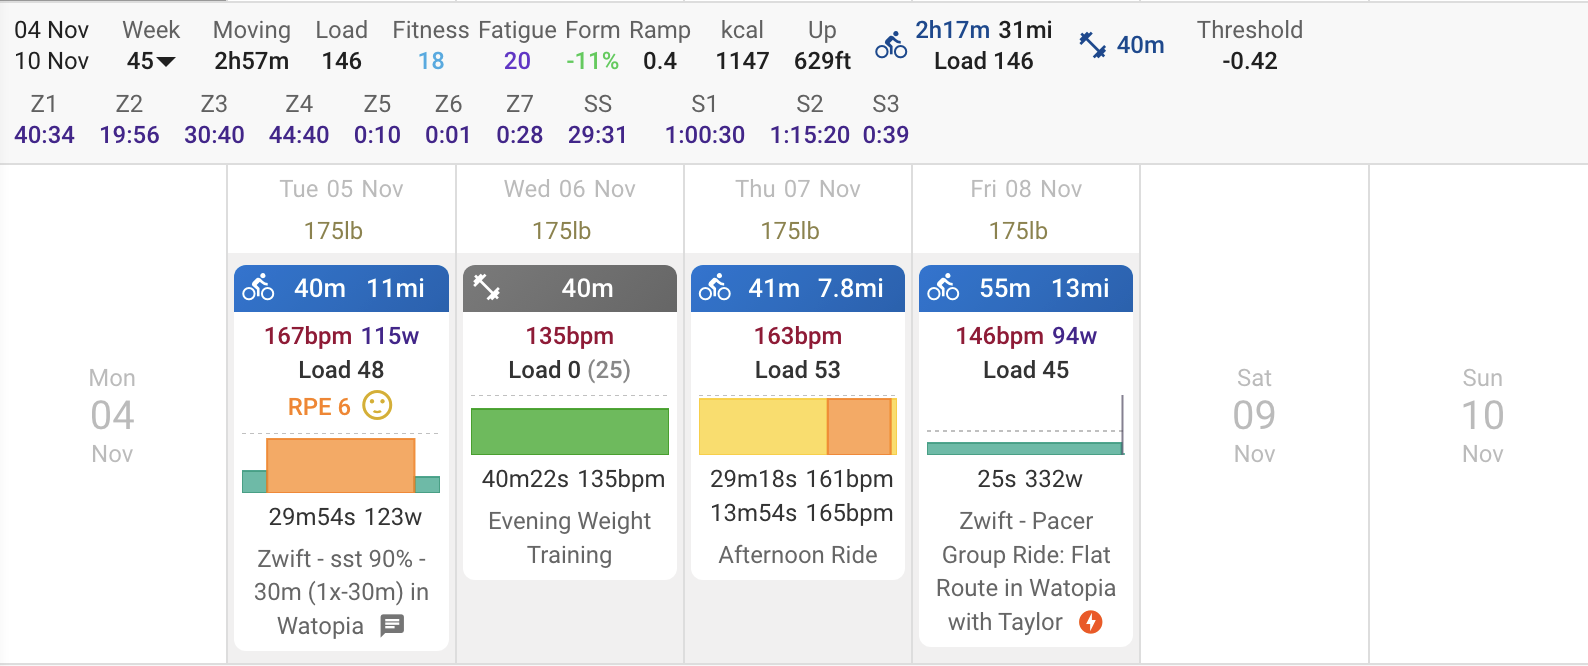 04 Nov Week Moving Load Fitness Fatigue Form Ramp kcal Up 2h17m 31mi 40m Threshold
10 Nov 45 2h57m 146 18 20 -11% 0.4 1147 629ft Load 146 -0.42
Z1 Z2 Z3 Z4 Z5 Z6 Z7 SS S1 S2 S3
40:34 19:56 30:40 44:40 0:10 0:01 0:28 29:31 1:00:30 1:15:20 0:39
Mon
04
Nov
Tue 05 Nov
175lb
40m 11mi
167bpm 115w
Load 48
RPE 6
29m54s 123w
Zwift - sst 90% -
30m (1x-30m) in
Watopia
Wed 06 Nov
175lb
40m
135bpm
Load 0 (25)
40m22s 135bpm
Evening Weight
Training
Thu 07 Nov
175lb
41m 7.8mi
163bpm
Load 53
29m18s 161bpm
13m54s 165bpm
Afternoon Ride
Fri 08 Nov
175lb
55m 13mi
146bpm 94w
Load 45
25s 332w
Zwift - Pacer
Group Ride: Flat
Route in Watopia
with Taylor
Sat
09
Nov
Sun
10
Nov